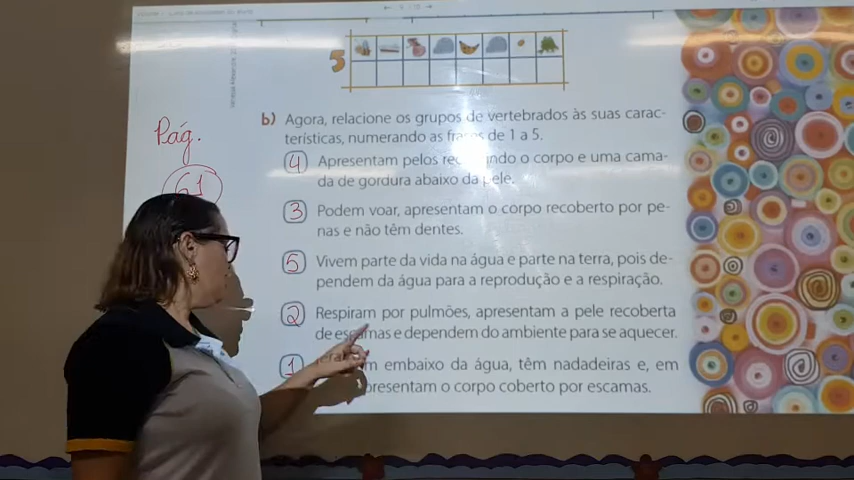 5
b) Agora, relacione os grupos de vertebrados às suas carac-
terísticas, numerando as frases de 1 a 5.
Pág.
61
4 Apresentam pelos recobrindo o corpo e uma cama-
da de gordura abaixo da pele.
3 Podem voar, apresentam o corpo recoberto por pe-
nas e não têm dentes.
5 Vivem parte da vida na água e parte na terra, pois de-
pendem da água para a reprodução e a respiração.
2 Respiram por pulmões, apresentam a pele recoberta
de escamas e dependem do ambiente para se aquecer.
1 embaixo da água, têm nadadeiras e, em
apresentam o corpo coberto por escamas.